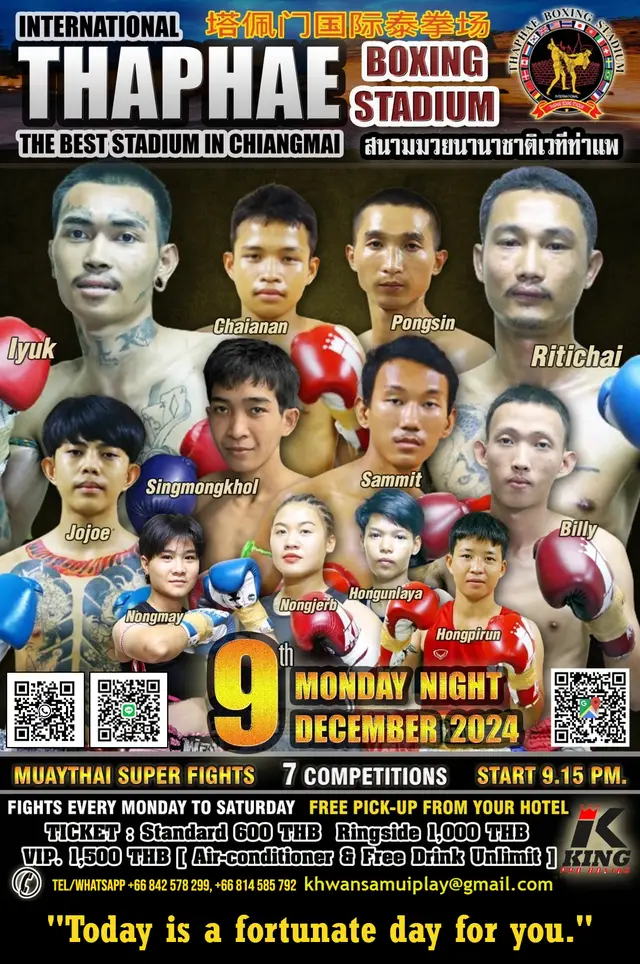 INTERNATIONAL
塔佩门国际泰拳场
THAPHAE
BOXING
STADIUM
THAPHAE BOXING STADIUM
INTERNATIONAL
THE BEST STADIUM IN CHIANGMAI
สนามมวยนานาชาติเวทีท่าแพ
Iyuk
Chaianan
Pongsin
Ritichai
Singmongkhol
Sammit
Jojoe
Billy
Nongmay
Nongjerb
Hongunlaya
Hongpirun
9th
MONDAY NIGHT
DECEMBER 2024
MUAYTHAI SUPER FIGHTS 7 COMPETITIONS START 9.15 PM.
FIGHTS EVERY MONDAY TO SATURDAY FREE PICK-UP FROM YOUR HOTEL
TICKET : Standard 600 THB Ringside 1,000 THB
VIP. 1,500 THB [ Air-conditioner & Free Drink Unlimit ]
K
KING
TEL/WHATSAPP +66 842 578 299, +66 814 585 792 khwansamuiplay@gmail.com
"Today is a fortunate day for you."